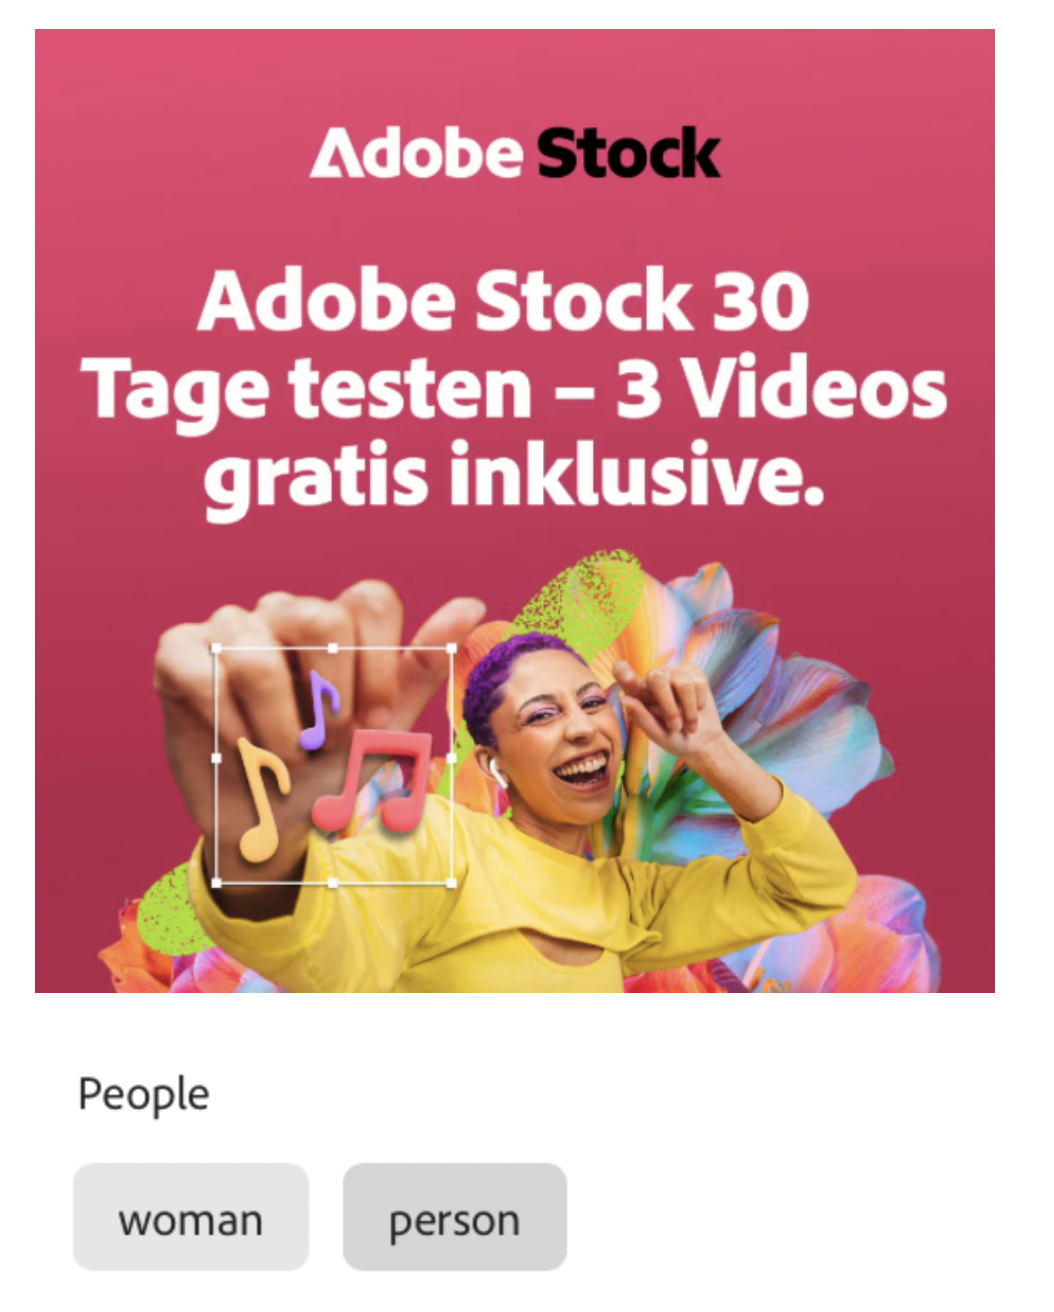 Adobe Stock
Adobe Stock 30
Tage testen – 3 Videos
gratis inklusive.
People
woman person